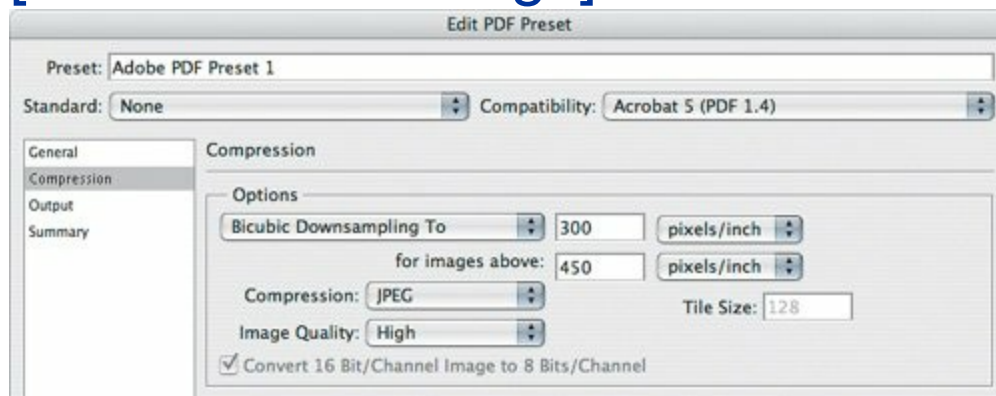 Edit PDF Preset
Preset: Adobe PDF Preset 1
Standard: None Compatibility: Acrobat 5 (PDF 1.4)
General
Compression
Output
Summary
Compression
Options
Bicubic Downsampling To 300 pixels/inch
for images above: 450 pixels/inch
Compression: JPEG
Tile Size: 128
Image Quality: High
Convert 16 Bit/Channel Image to 8 Bits/Channel